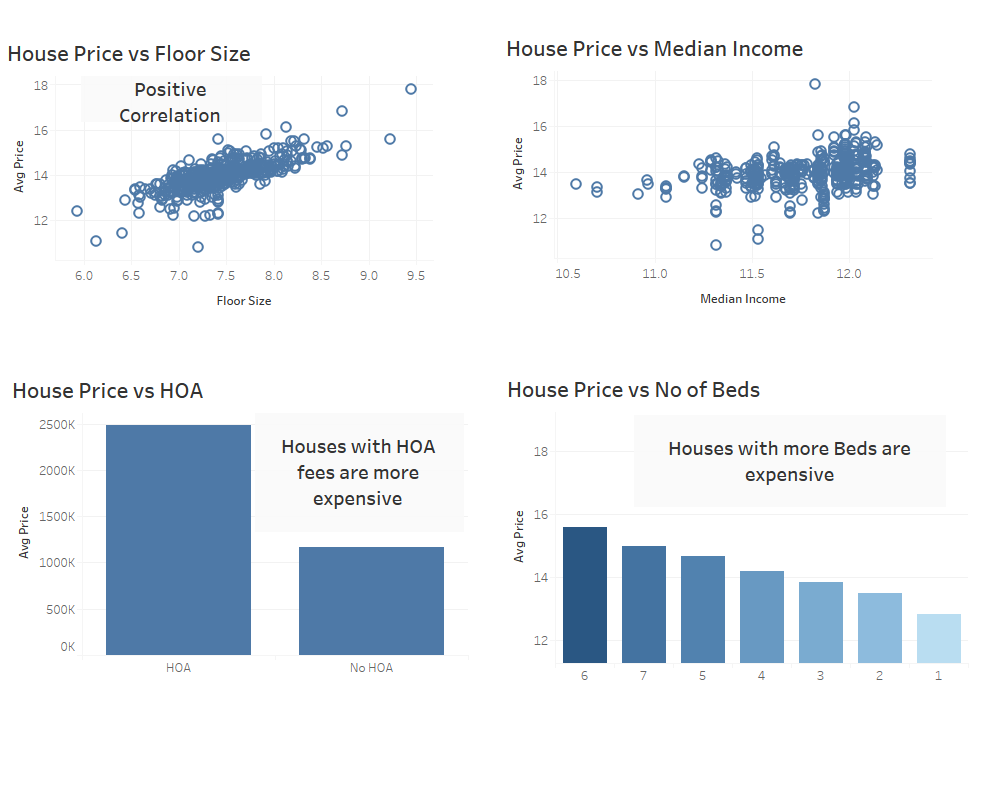 House Price vs Floor Size
Positive
Correlation
Avg Price
18
16
14
12
6.0 6.5 7.0 7.5 8.0 8.5 9.0 9.5
Floor Size
House Price vs Median Income
Avg Price
18
16
14
12
10.5 11.0 11.5 12.0
Median Income
House Price vs HOA
Houses with HOA
fees are more
expensive
Avg Price
2500K
2000K
1500K
1000K
500K
0K
HOA No HOA
House Price vs No of Beds
Houses with more Beds are
expensive
Avg Price
18
16
14
12
6 7 5 4 3 2 1